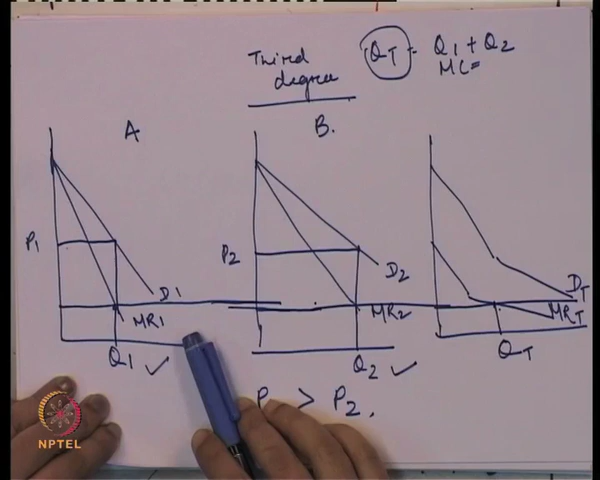 Third degree
QT = Q1 + Q2
MC =
A
B.
P1
D1
MR1
Q1
P2
D2
MR2
Q2
DT
MRT
QT
P > P2.
NPTEL